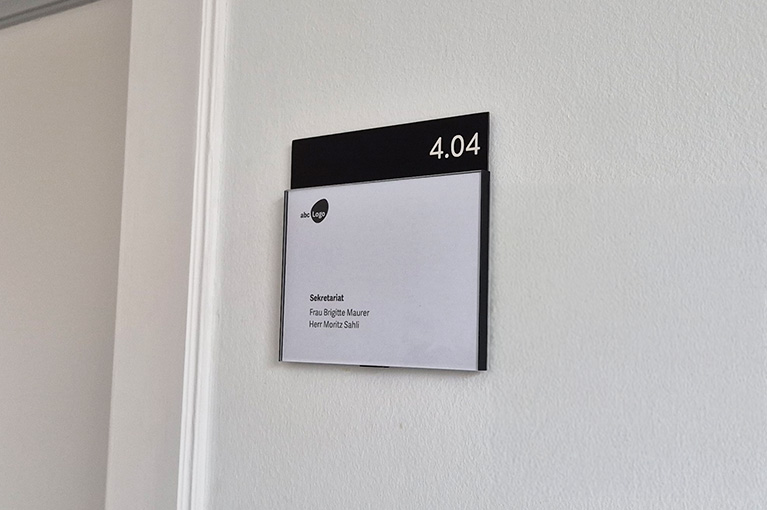 4.04
abc Logo
Sekretariat
Frau Brigitte Maurer
Herr Moritz Sahli